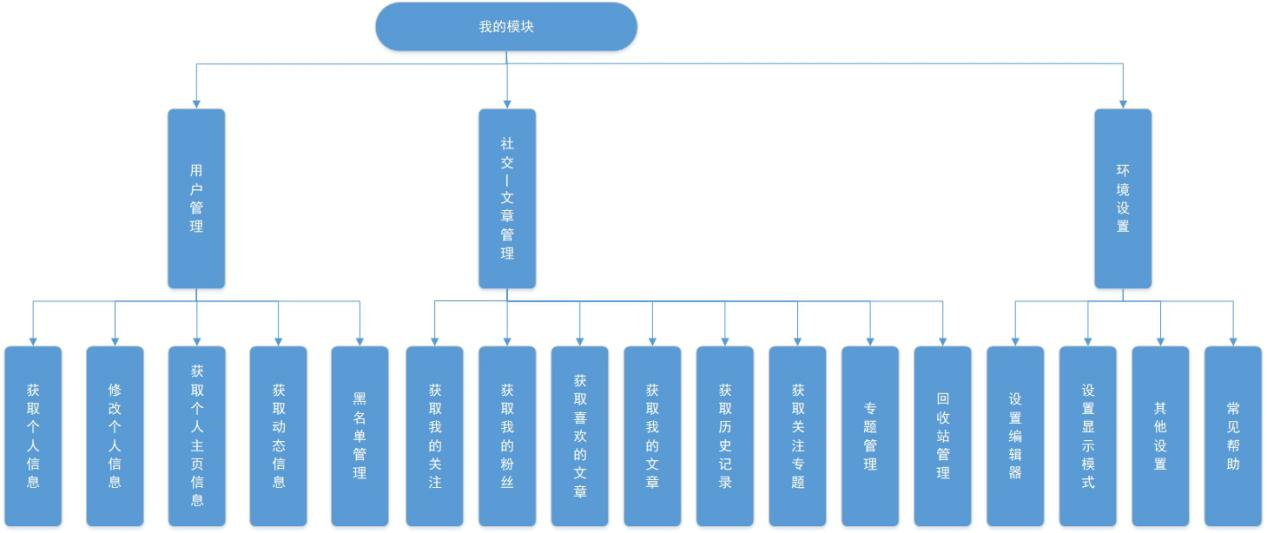 我的模块
用户管理
社交|文章管理
环境设置
获取个人信息
修改个人信息
获取个人主页信息
获取动态信息
黑名单管理
获取我的关注
获取我的粉丝
获取喜欢的文章
获取我的文章
获取历史记录
获取关注专题
专题管理
回收站管理
设置编辑器
设置显示模式
其他设置
常见帮助